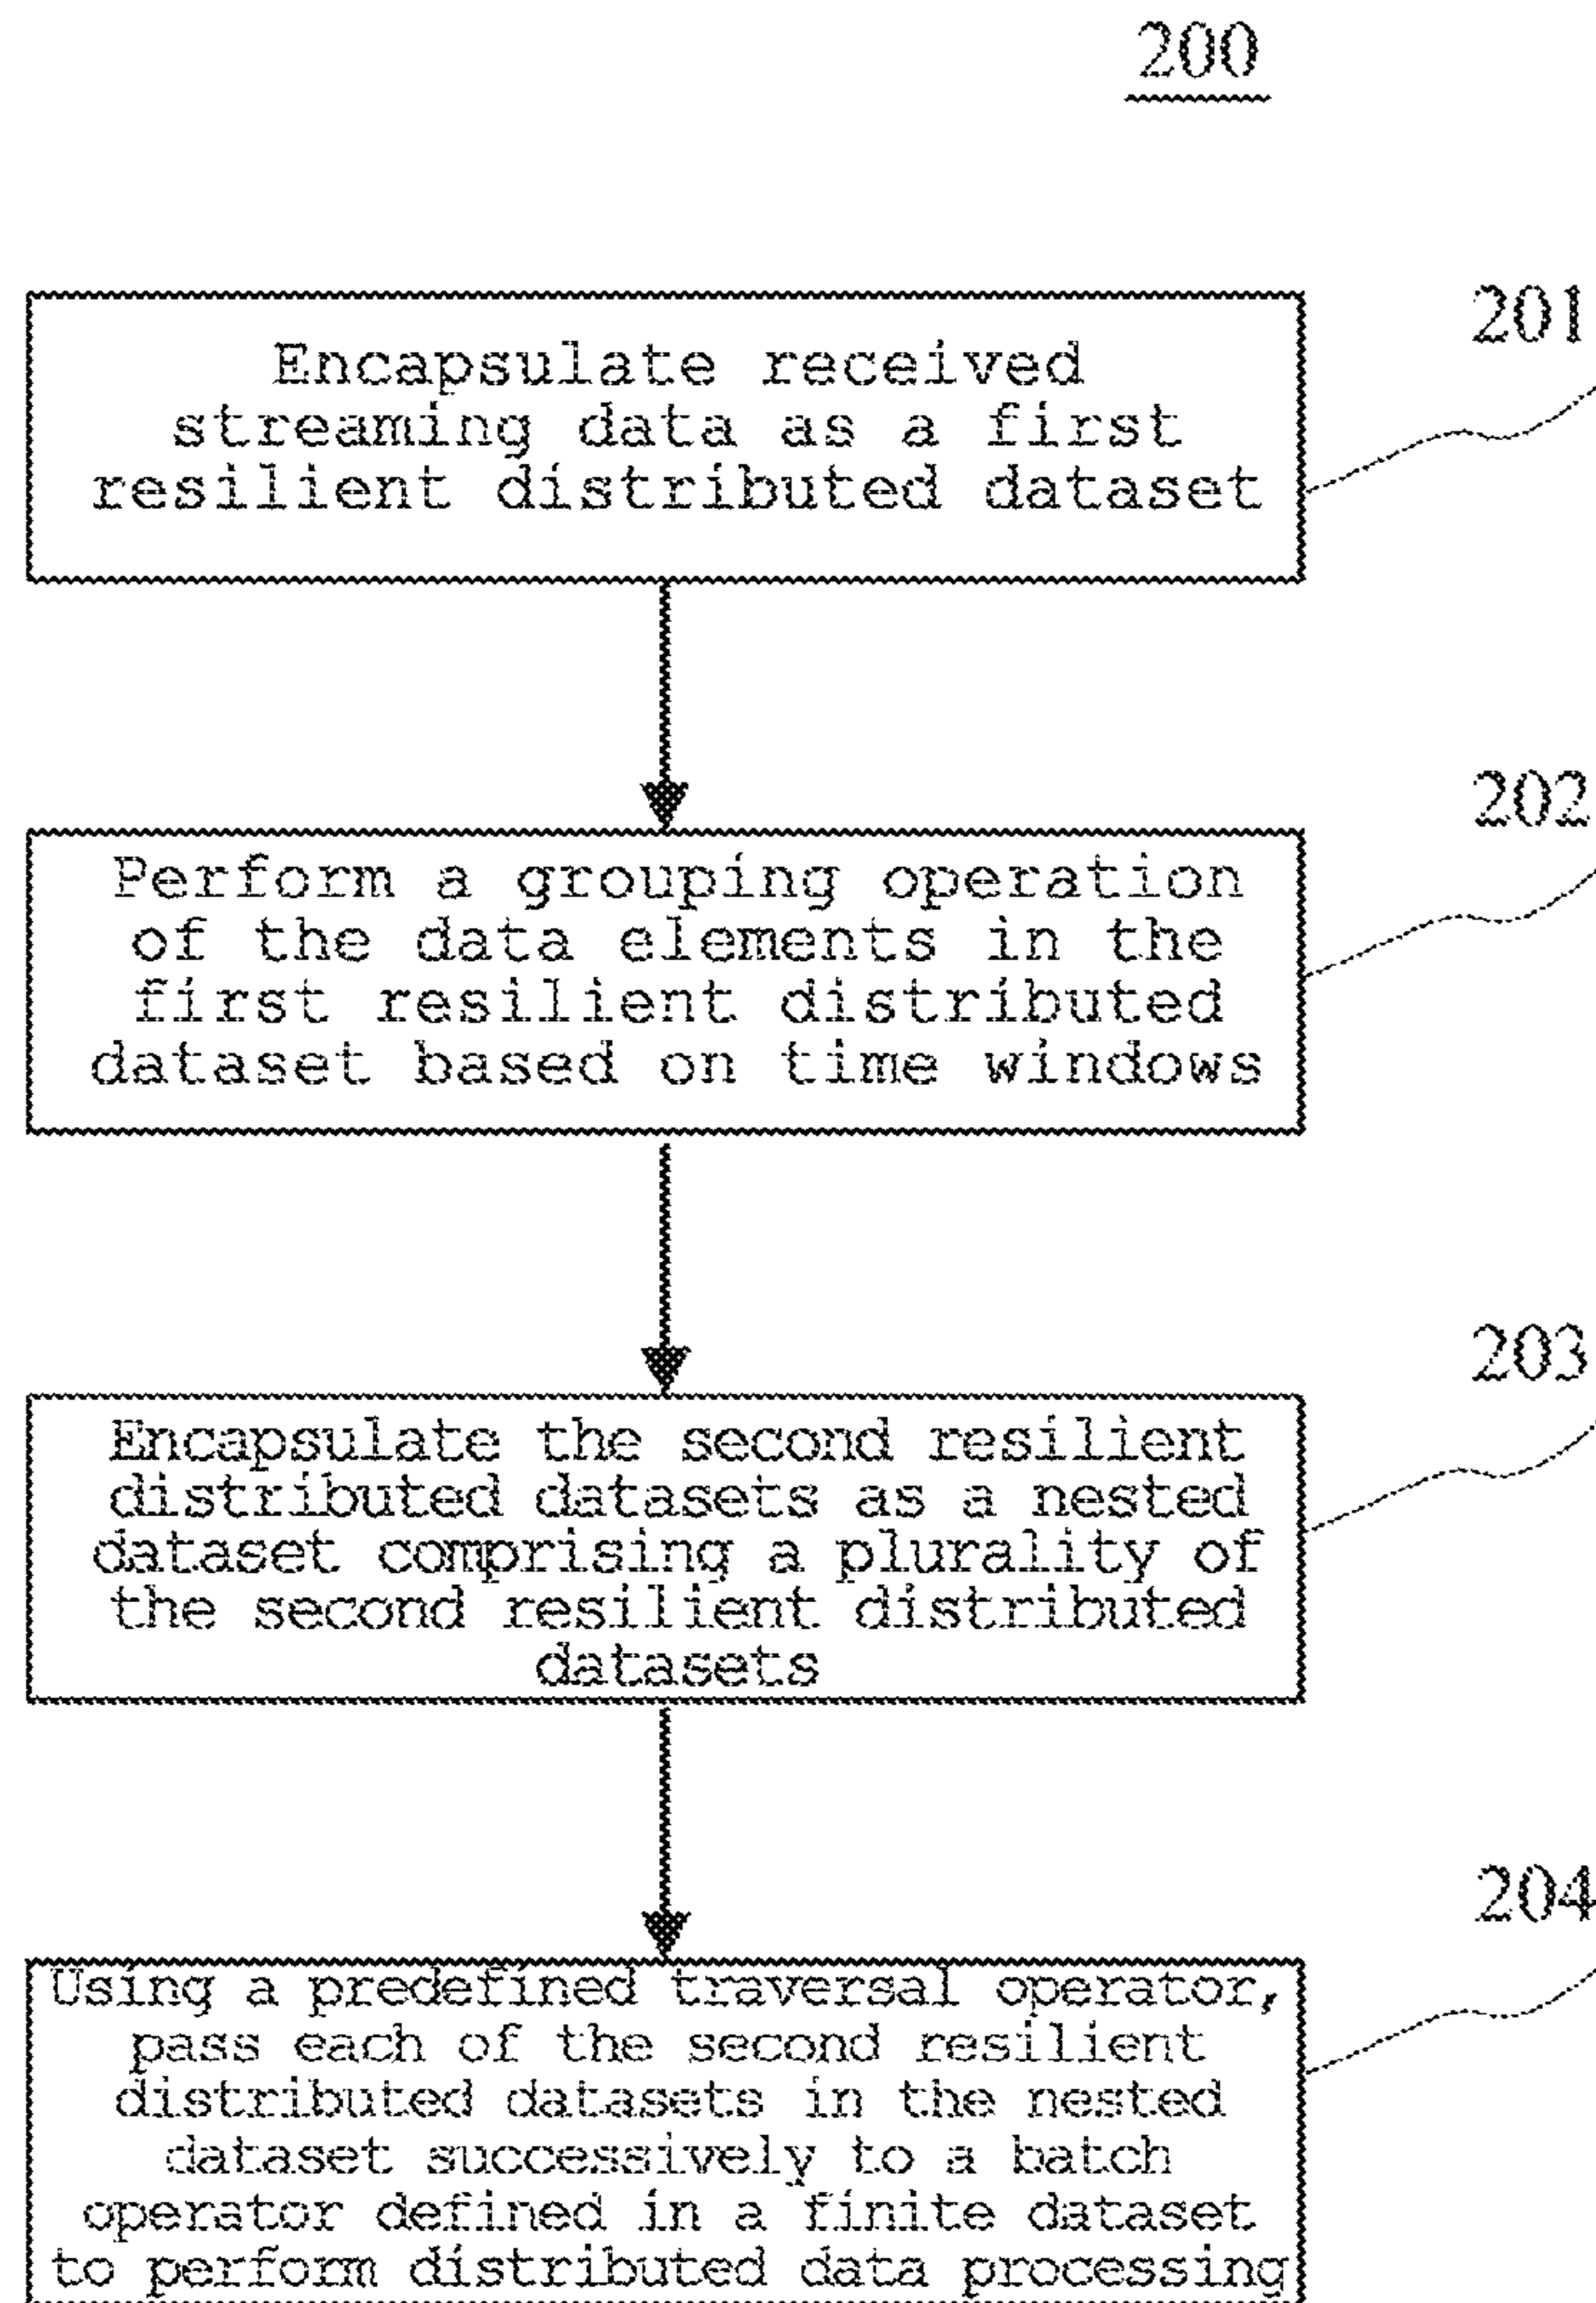 200
201
Encapsulate received
streaming data as a first
resilient distributed dataset
202
Perform a grouping operation
of the data elements in the
first resilient distributed
dataset based on time windows
203
Encapsulate the second resilient
distributed datasets as a nested
dataset comprising a plurality of
the second resilient distributed
datasets
204
Using a predefined traversal operator,
pass each of the second resilient
distributed datasets in the nested
dataset successively to a batch
operator defined in a finite dataset
to perform distributed data processing